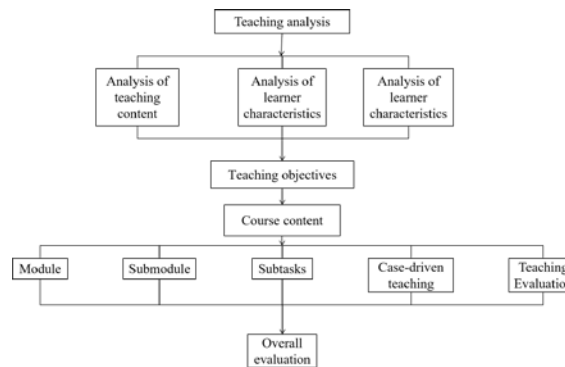 Teaching analysis
Analysis of
teaching
content
Analysis of
learner
characteristics
Analysis of
learner
characteristics
Teaching objectives
Course content
Module
Submodule
Subtasks
Case-driven
teaching
Teaching
Evaluation
Overall
evaluation